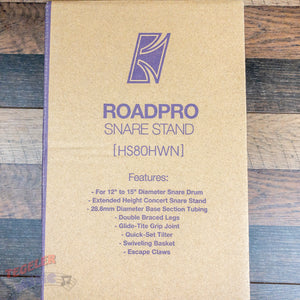 ROADPRO
SNARE STAND
[HS80HWN]
Features:
- For 12" to 15" Diameter Snare Drum
- Extended Height Concert Snare Stand
- 28.6mm Diameter Base Section Tubing
- Double Braced Legs
- Glide-Tite Grip Joint
- Quick-Set Tilter
- Swiveling Basket
- Escape Claws